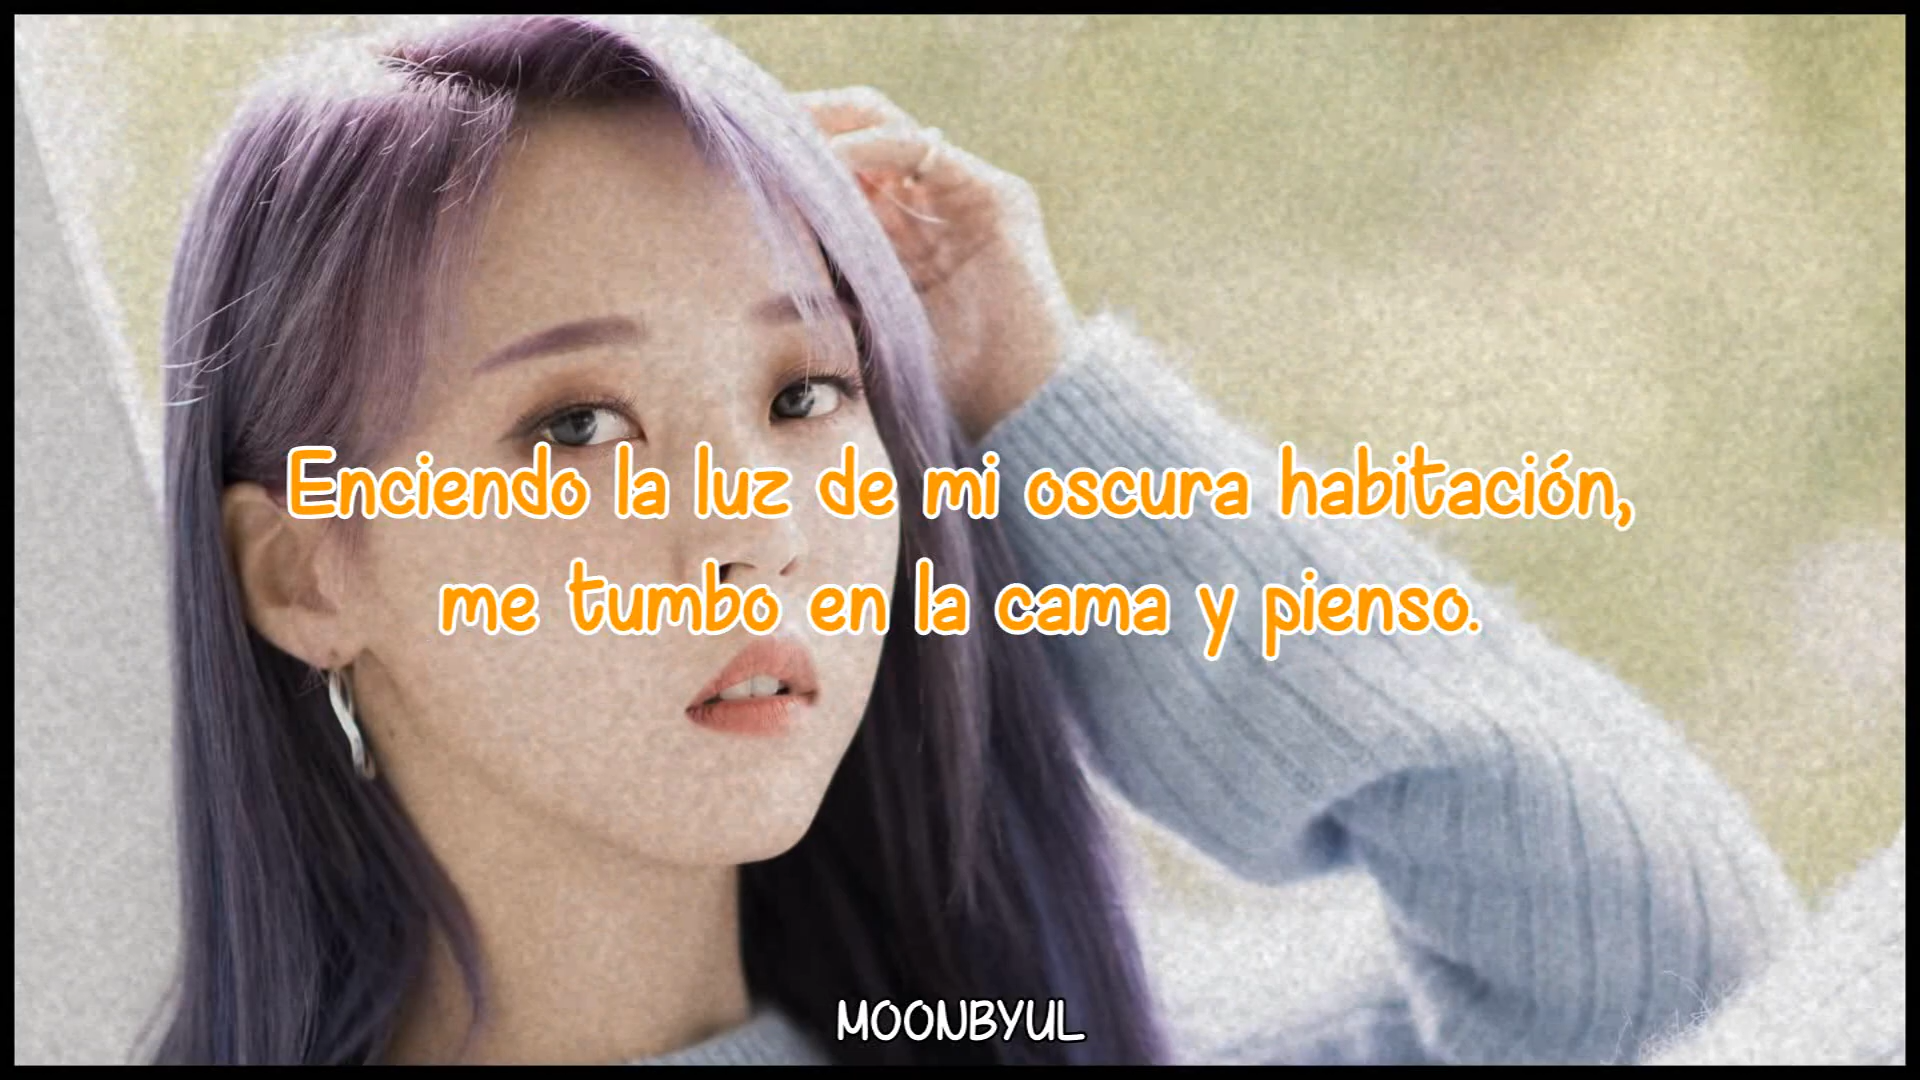 Enciendo la luz de mi oscura habitación,
me tumbo en la cama y pienso.
MOONBYUL